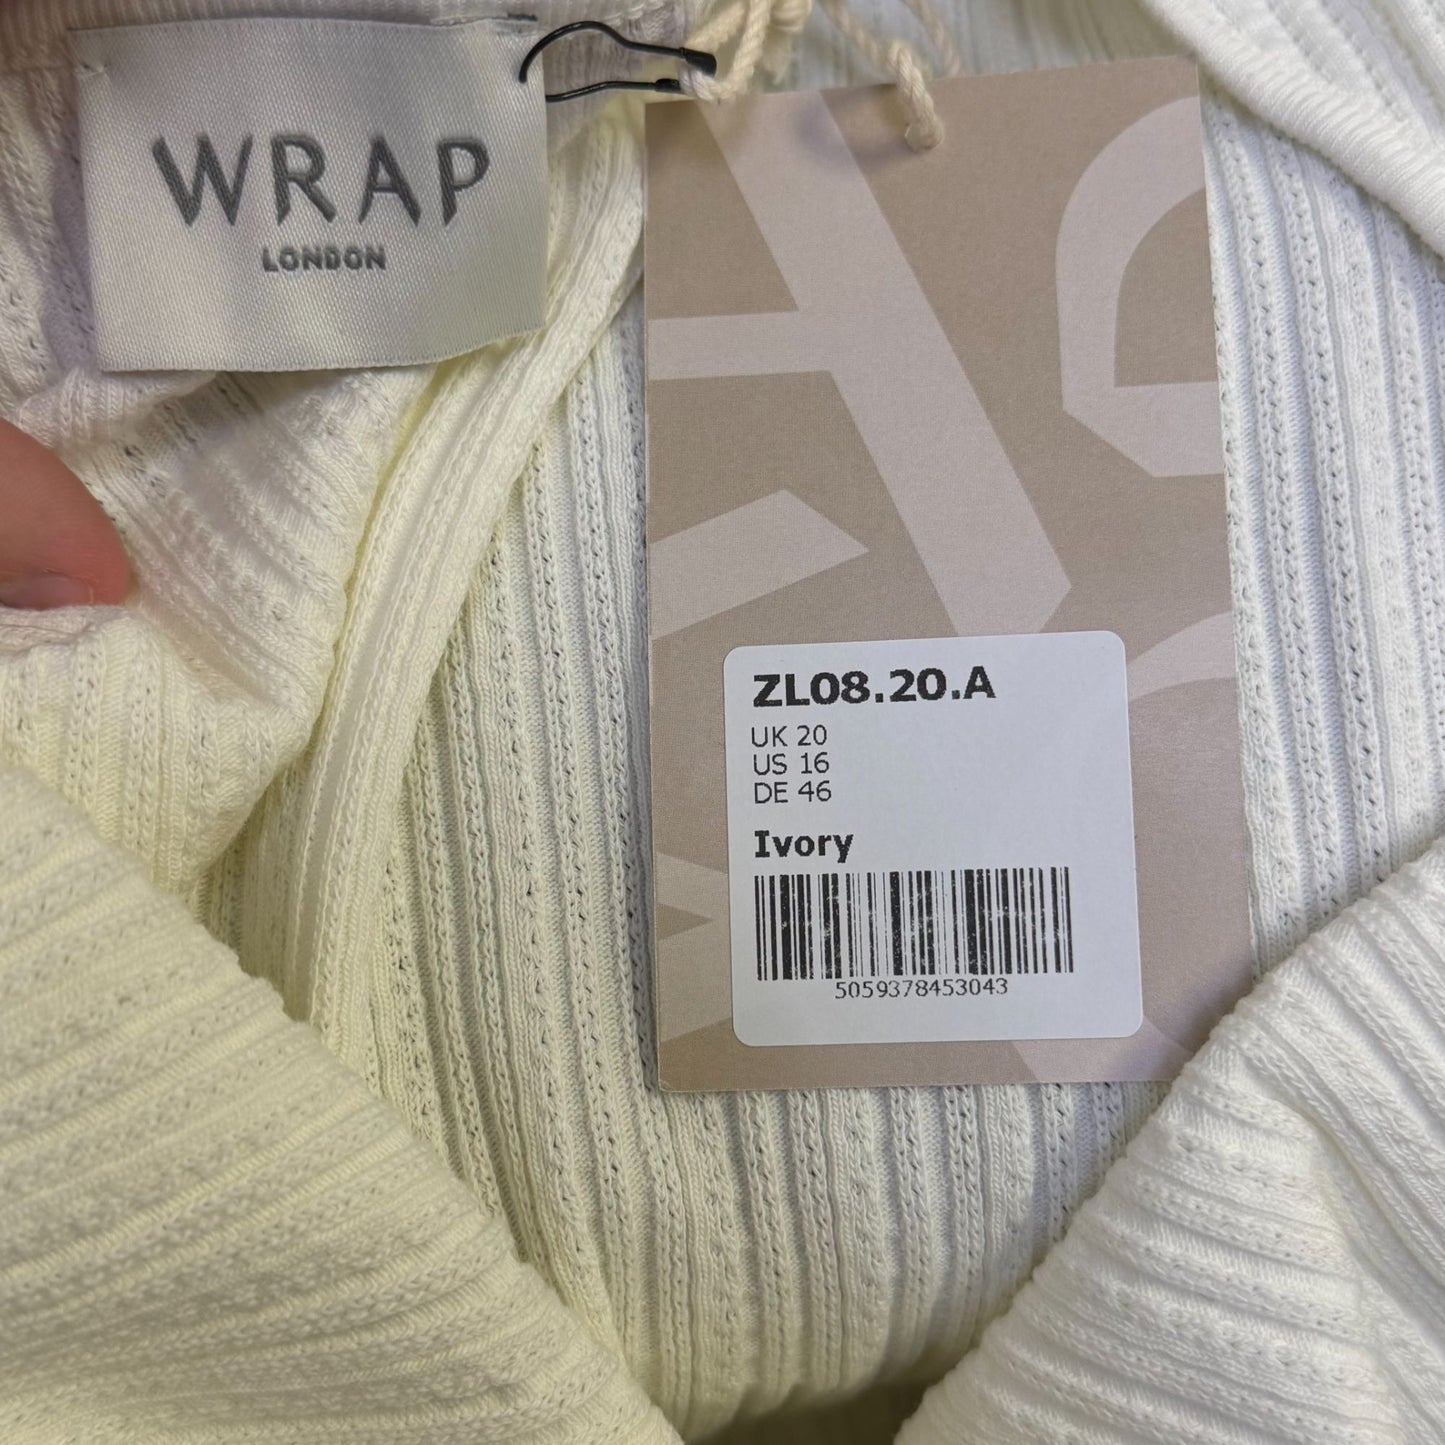 WRAP
LONDON
ZL08.20.A
UK 20
US 16
DE 46
Ivory
5059378453043